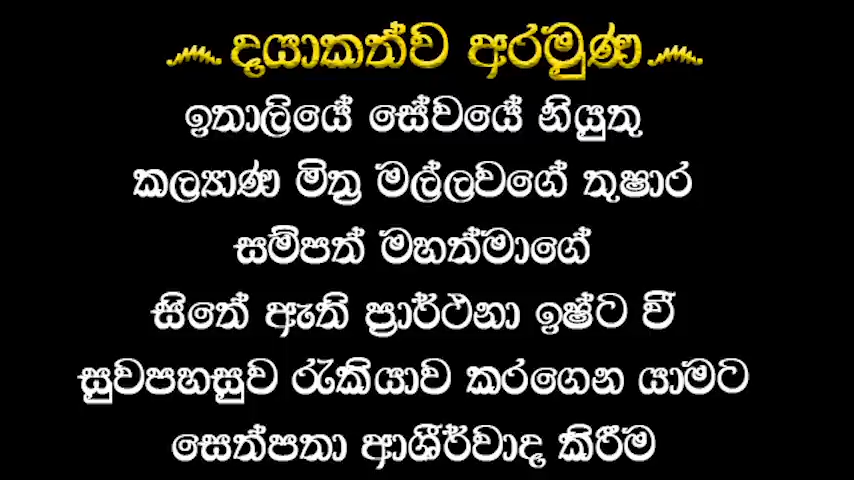 දයාකත්ව අරමුණ
ඉතාලියේ සේවයේ නියුතු
කල්‍යාණ මිත්‍ර මල්ලවගේ තුෂාර
සම්පත් මහත්මාගේ
සිතේ ඇති ප්‍රාර්ථනා ඉෂ්ට වී
සුවපහසුව රැකියාව කරගෙන යාමට
සෙත්පතා ආශීර්වාද කිරීම